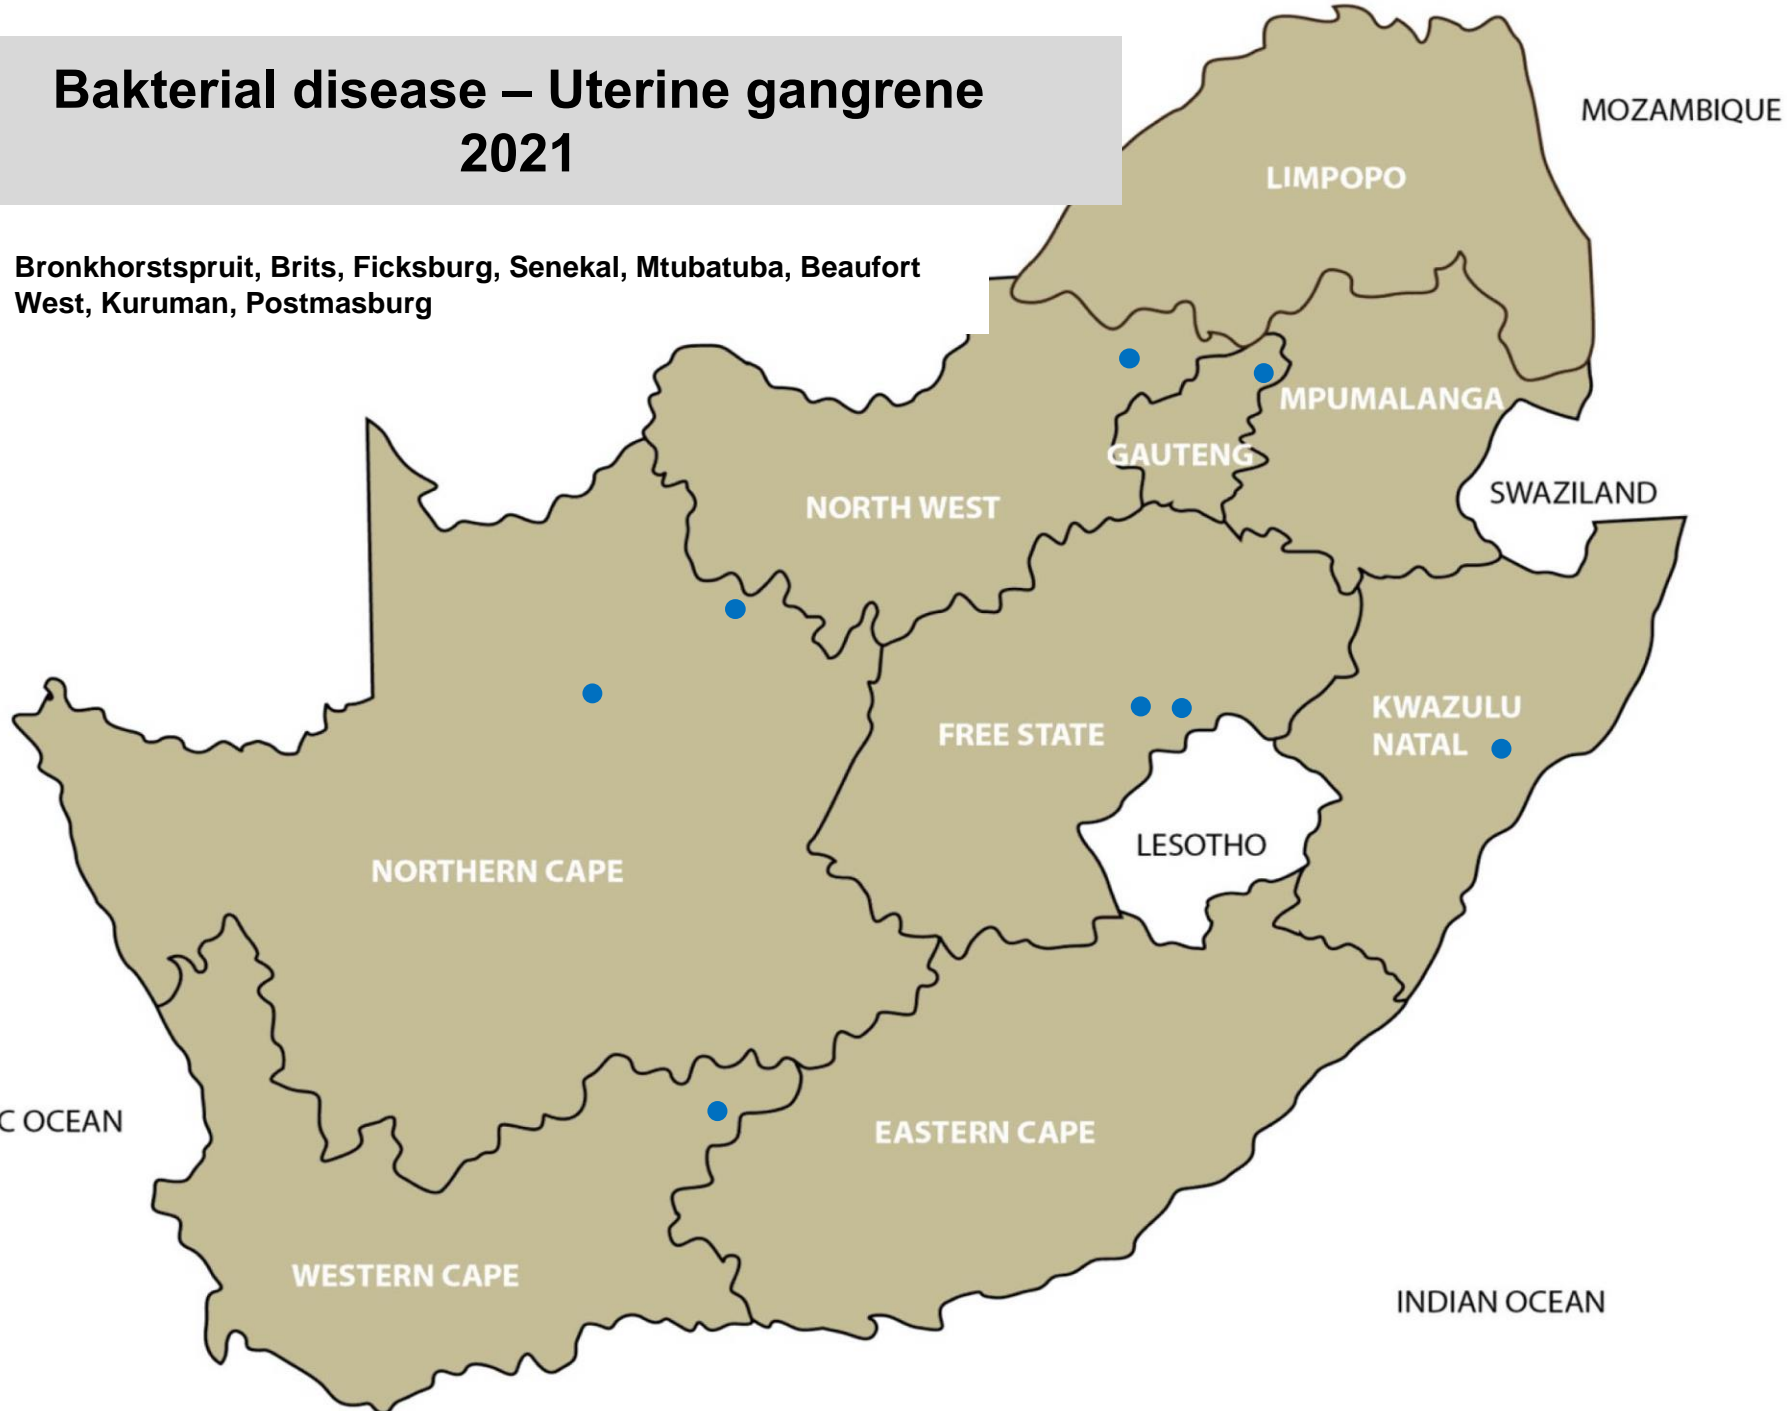 Bakterial disease – Uterine gangrene
2021
Bronkhorstspruit, Brits, Ficksburg, Senekal, Mtubatuba, Beaufort
West, Kuruman, Postmasburg
MOZAMBIQUE
LIMPOPO
MPUMALANGA
GAUTENG
NORTH WEST
SWAZILAND
KWAZULU
NATAL
FREE STATE
LESOTHO
NORTHERN CAPE
C OCEAN
EASTERN CAPE
WESTERN CAPE
INDIAN OCEAN